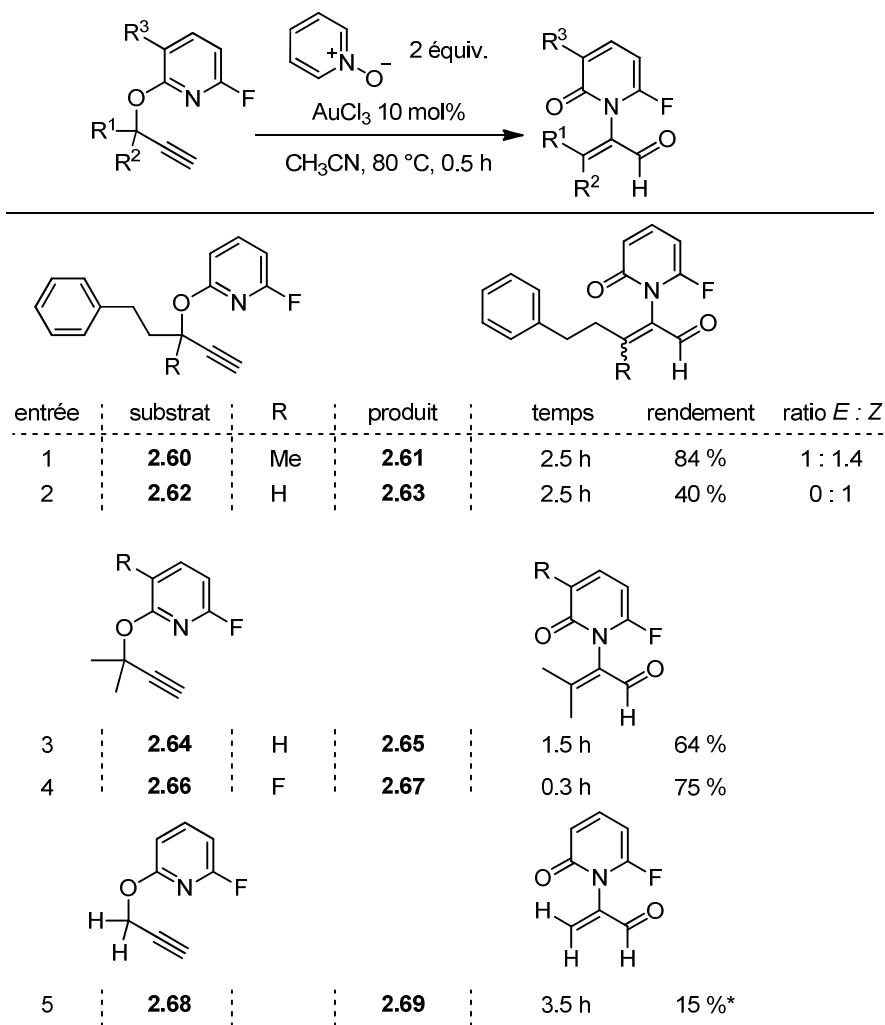 R³ N O F R¹ R²
N + O − 2 équiv.
AuCl₃ 10 mol%
CH₃CN, 80 °C, 0.5 h
R³ O N F R¹ R² O H
O N F R
O N F O R H
entrée substrat R produit temps rendement ratio E : Z
1 2.60 Me 2.61 2.5 h 84 % 1 : 1.4
2 2.62 H 2.63 2.5 h 40 % 0 : 1
R O N F
R O N F O H
3 2.64 H 2.65 1.5 h 64 %
4 2.66 F 2.67 0.3 h 75 %
O N F H H
O N F H O H H
5 2.68 2.69 3.5 h 15 %*